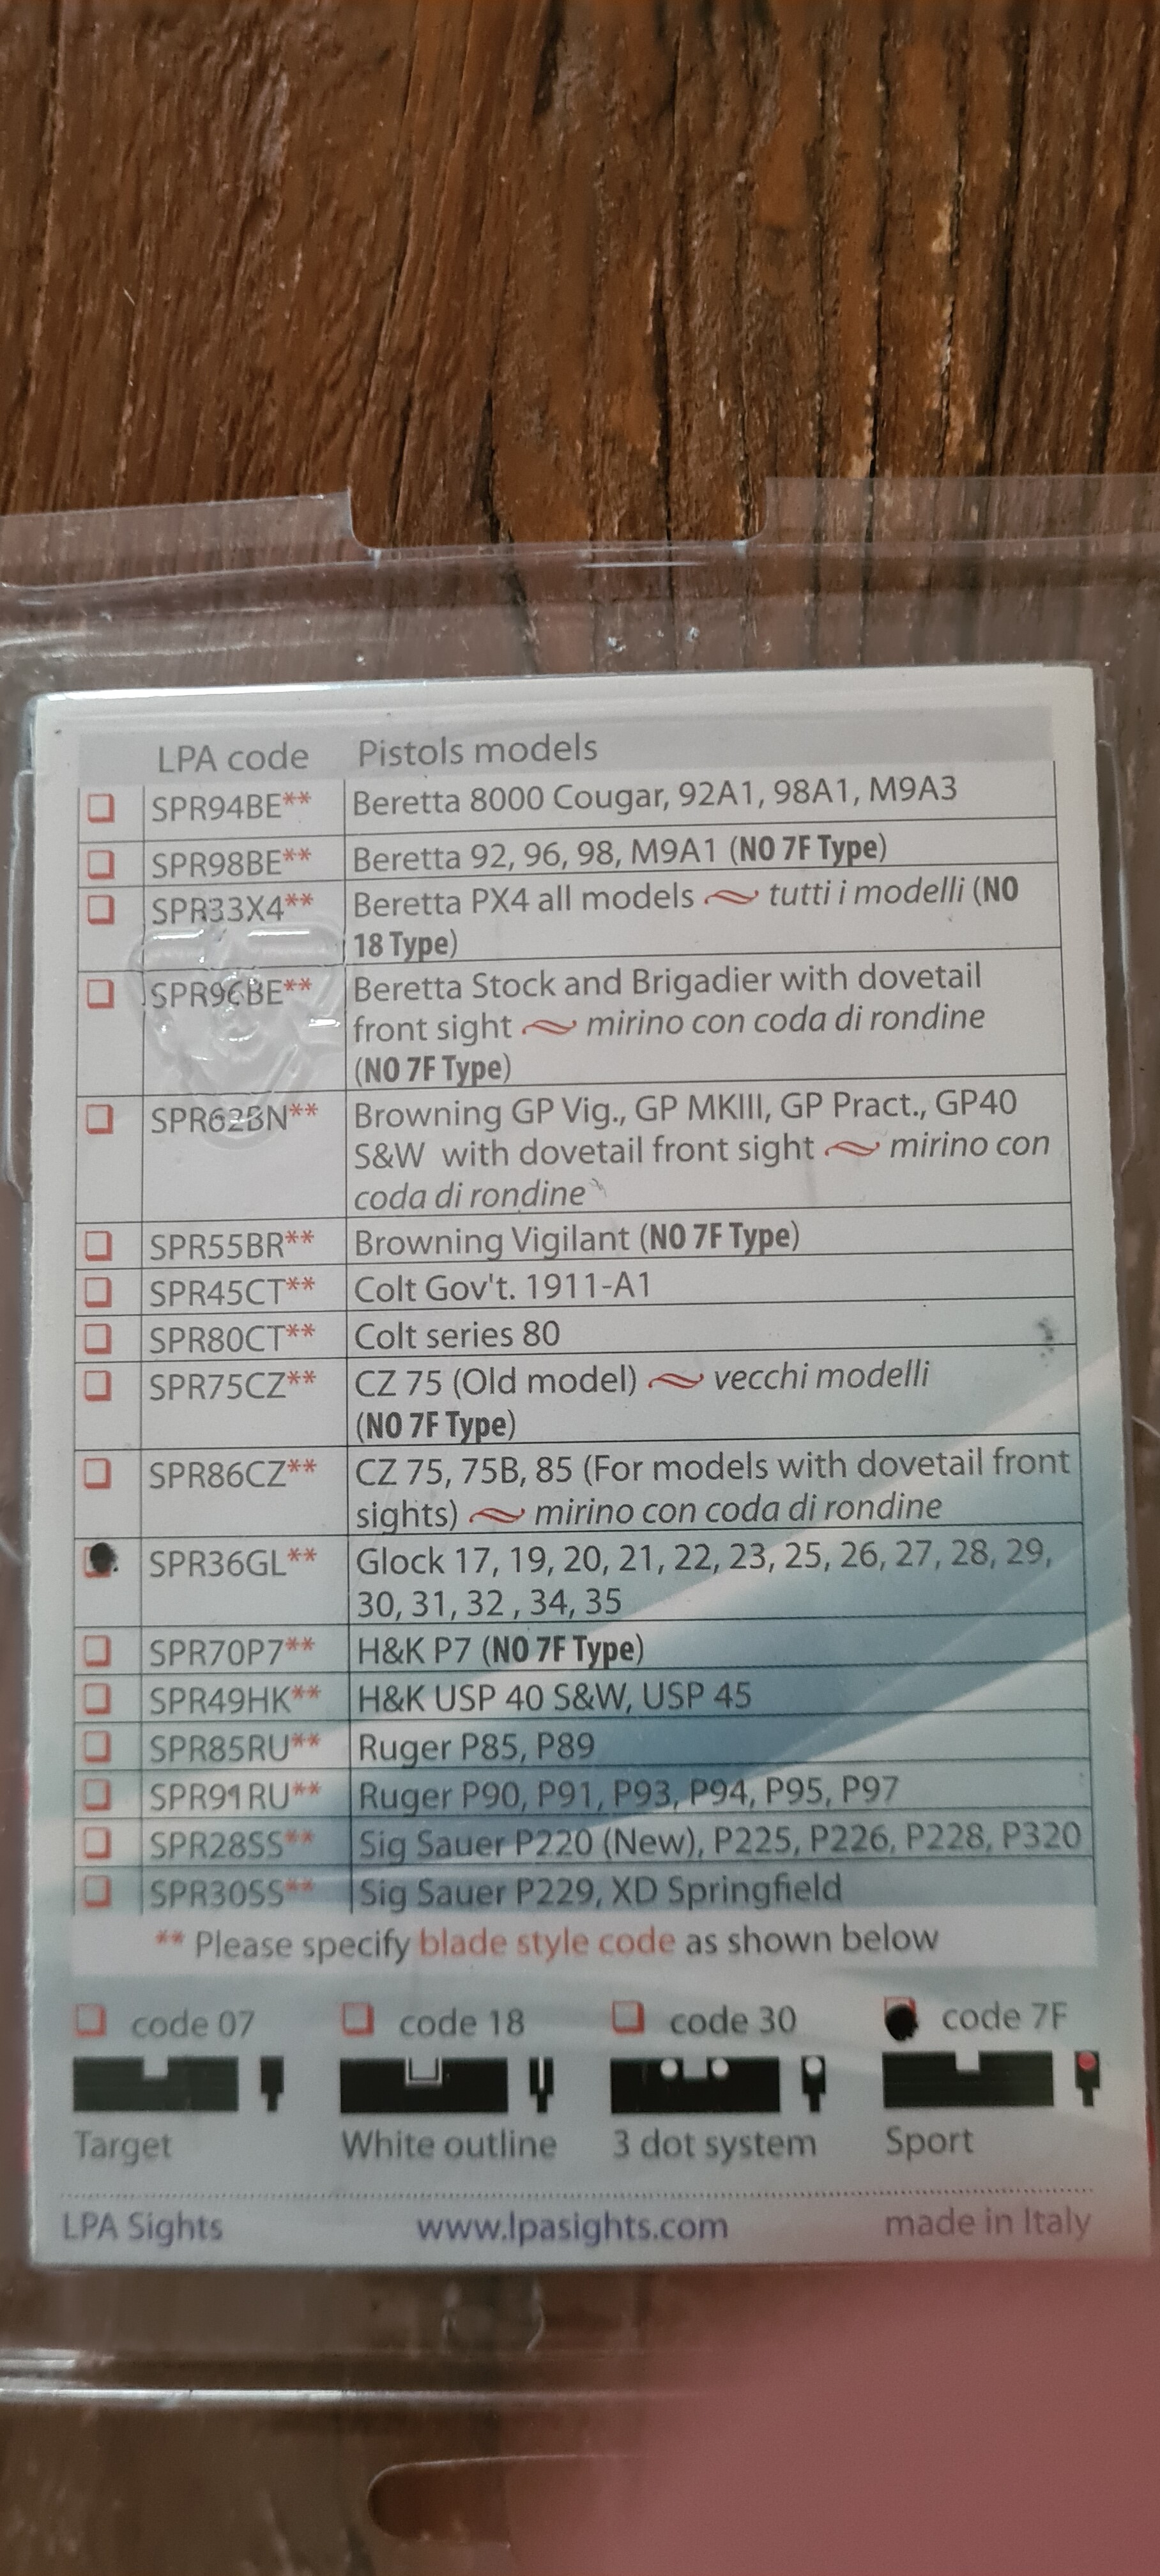 LPA code Pistols models
SPR94BE** Beretta 8000 Cougar, 92A1, 98A1, M9A3
SPR98BE** Beretta 92, 96, 98, M9A1 (NO 7F Type)
SPR33X4** Beretta PX4 all models ~ tutti i modelli (NO
18 Type)
SPR96BE** Beretta Stock and Brigadier with dovetail
front sight ~ mirino con coda di rondine
(NO 7F Type)
SPR62BN** Browning GP Vig., GP MKIII, GP Pract., GP40
S&W with dovetail front sight ~ mirino con
coda di rondine
SPR55BR** Browning Vigilant (NO 7F Type)
SPR45CT** Colt Gov't. 1911-A1
SPR80CT** Colt series 80
SPR75CZ** CZ 75 (Old model) ~ vecchi modelli
(NO 7F Type)
SPR86CZ** CZ 75, 75B, 85 (For models with dovetail front
sights) ~ mirino con coda di rondine
SPR36GL** Glock 17, 19, 20, 21, 22, 23, 25, 26, 27, 28, 29,
30, 31, 32 , 34, 35
SPR70P7** H&K P7 (NO 7F Type)
SPR49HK** H&K USP 40 S&W, USP 45
SPR85RU** Ruger P85, P89
SPR91RU** Ruger P90, P91, P93, P94, P95, P97
SPR28SS** Sig Sauer P220 (New), P225, P226, P228, P320
SPR30SS** Sig Sauer P229, XD Springfield
** Please specify blade style code as shown below
code 07 code 18 code 30 code 7F
Target White outline 3 dot system Sport
LPA Sights www.lpasights.com made in Italy